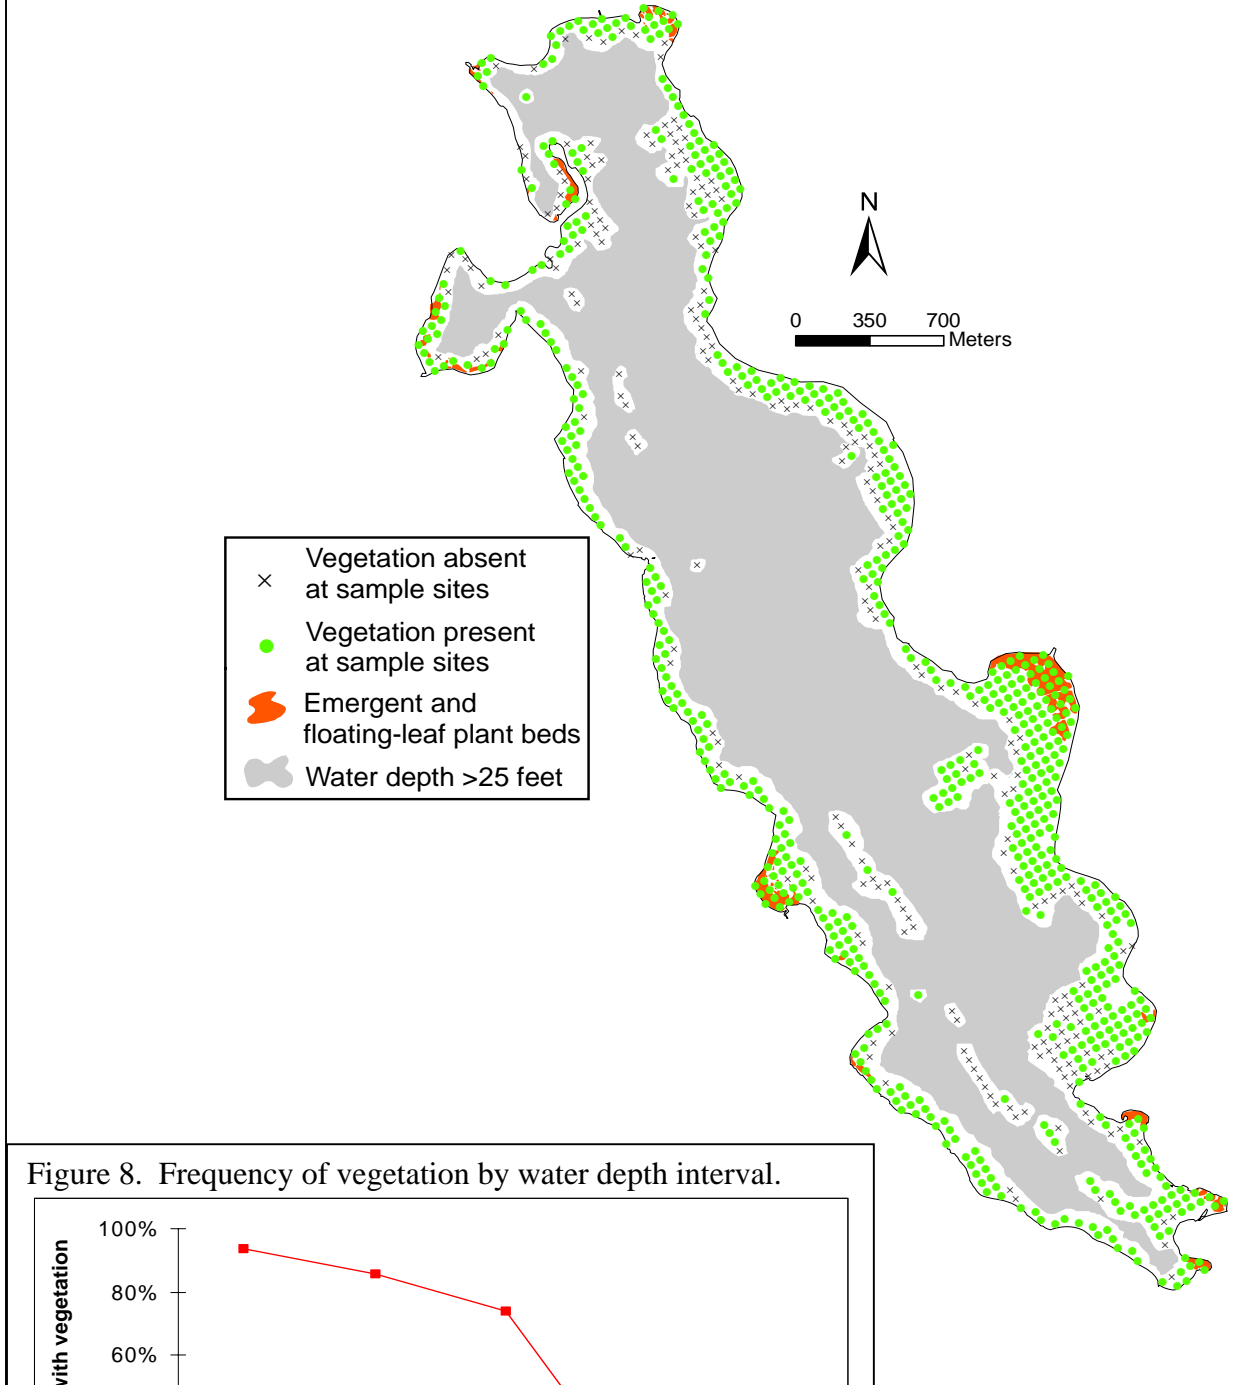 N
0 350 700
Meters
Vegetation absent
at sample sites
Vegetation present
at sample sites
Emergent and
floating-leaf plant beds
Water depth >25 feet
Figure 8. Frequency of vegetation by water depth interval.
100%
80%
60%
with vegetation